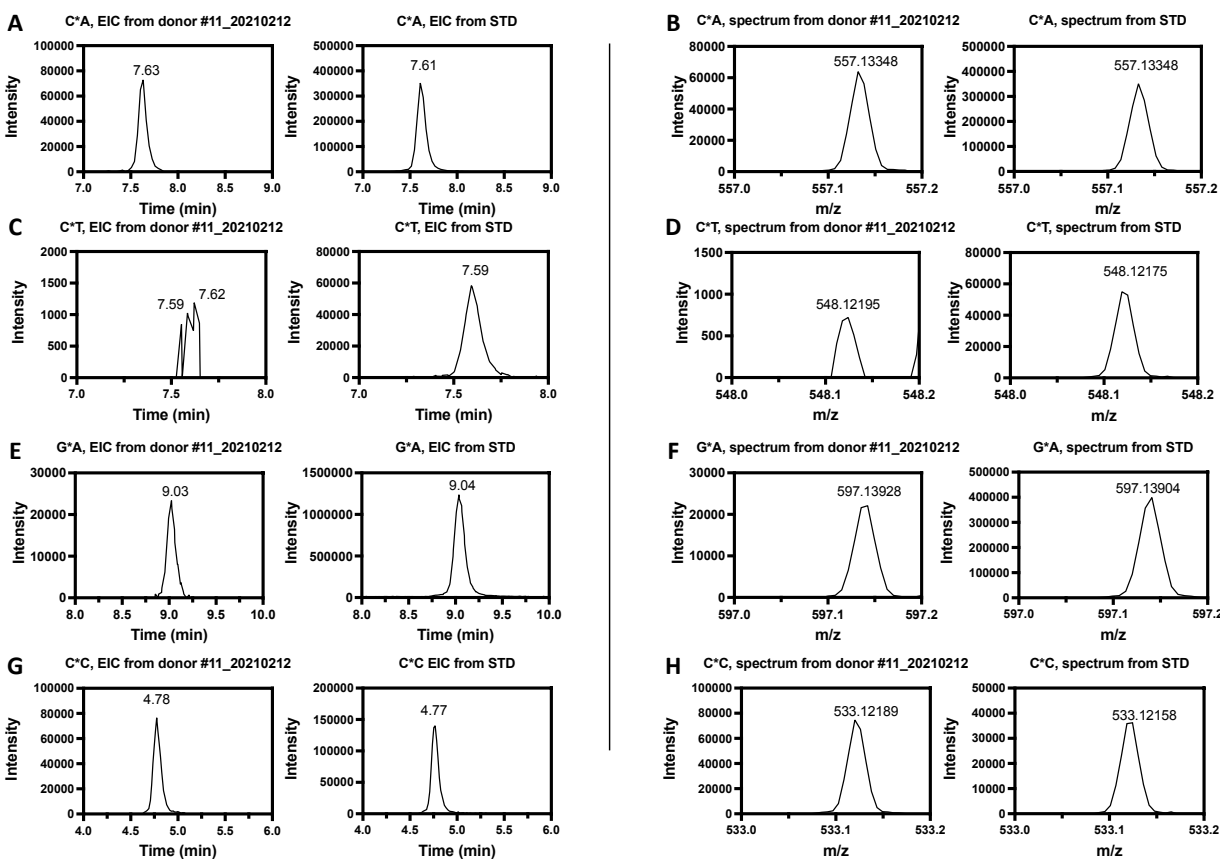 A
C*A, EIC from donor #11_20210212
C*A, EIC from STD
Intensity
100000
80000
60000
40000
20000
0
7.63
7.0 7.5 8.0 8.5 9.0
Time (min)
Intensity
500000
400000
300000
200000
100000
0
7.61
7.0 7.5 8.0 8.5 9.0
Time (min)
B
C*A, spectrum from donor #11_20210212
C*A, spectrum from STD
Intensity
80000
60000
40000
20000
0
557.13348
557.0 557.1 557.2
m/z
Intensity
500000
400000
300000
200000
100000
0
557.13348
557.0 557.1 557.2
m/z
C
C*T, EIC from donor #11_20210212
C*T, EIC from STD
Intensity
2000
1500
1000
500
0
7.59
7.62
7.0 7.5 8.0
Time (min)
Intensity
80000
60000
40000
20000
0
7.59
7.0 7.5 8.0
Time (min)
D
C*T, spectrum from donor #11_20210212
C*T, spectrum from STD
Intensity
1500
1000
500
0
548.12195
548.0 548.1 548.2
m/z
Intensity
80000
60000
40000
20000
0
548.12175
548.0 548.1 548.2
m/z
E
G*A, EIC from donor #11_20210212
G*A, EIC from STD
Intensity
30000
20000
10000
0
9.03
8.0 8.5 9.0 9.5 10.0
Time (min)
Intensity
1500000
1000000
500000
0
9.04
8.0 8.5 9.0 9.5 10.0
Time (min)
F
G*A, spectrum from donor #11_20210212
G*A, spectrum from STD
Intensity
30000
20000
10000
0
597.13928
597.0 597.1 597.2
m/z
Intensity
500000
400000
300000
200000
100000
0
597.13904
597.0 597.1 597.2
m/z
G
C*C, EIC from donor #11_20210212
C*C EIC from STD
Intensity
100000
80000
60000
40000
20000
0
4.78
4.0 4.5 5.0 5.5 6.0
Time (min)
Intensity
200000
150000
100000
50000
0
4.77
4.0 4.5 5.0 5.5 6.0
Time (min)
H
C*C, spectrum from donor #11_20210212
C*C, spectrum from STD
Intensity
100000
80000
60000
40000
20000
0
533.12189
533.0 533.1 533.2
m/z
Intensity
50000
40000
30000
20000
10000
0
533.12158
533.0 533.1 533.2
m/z